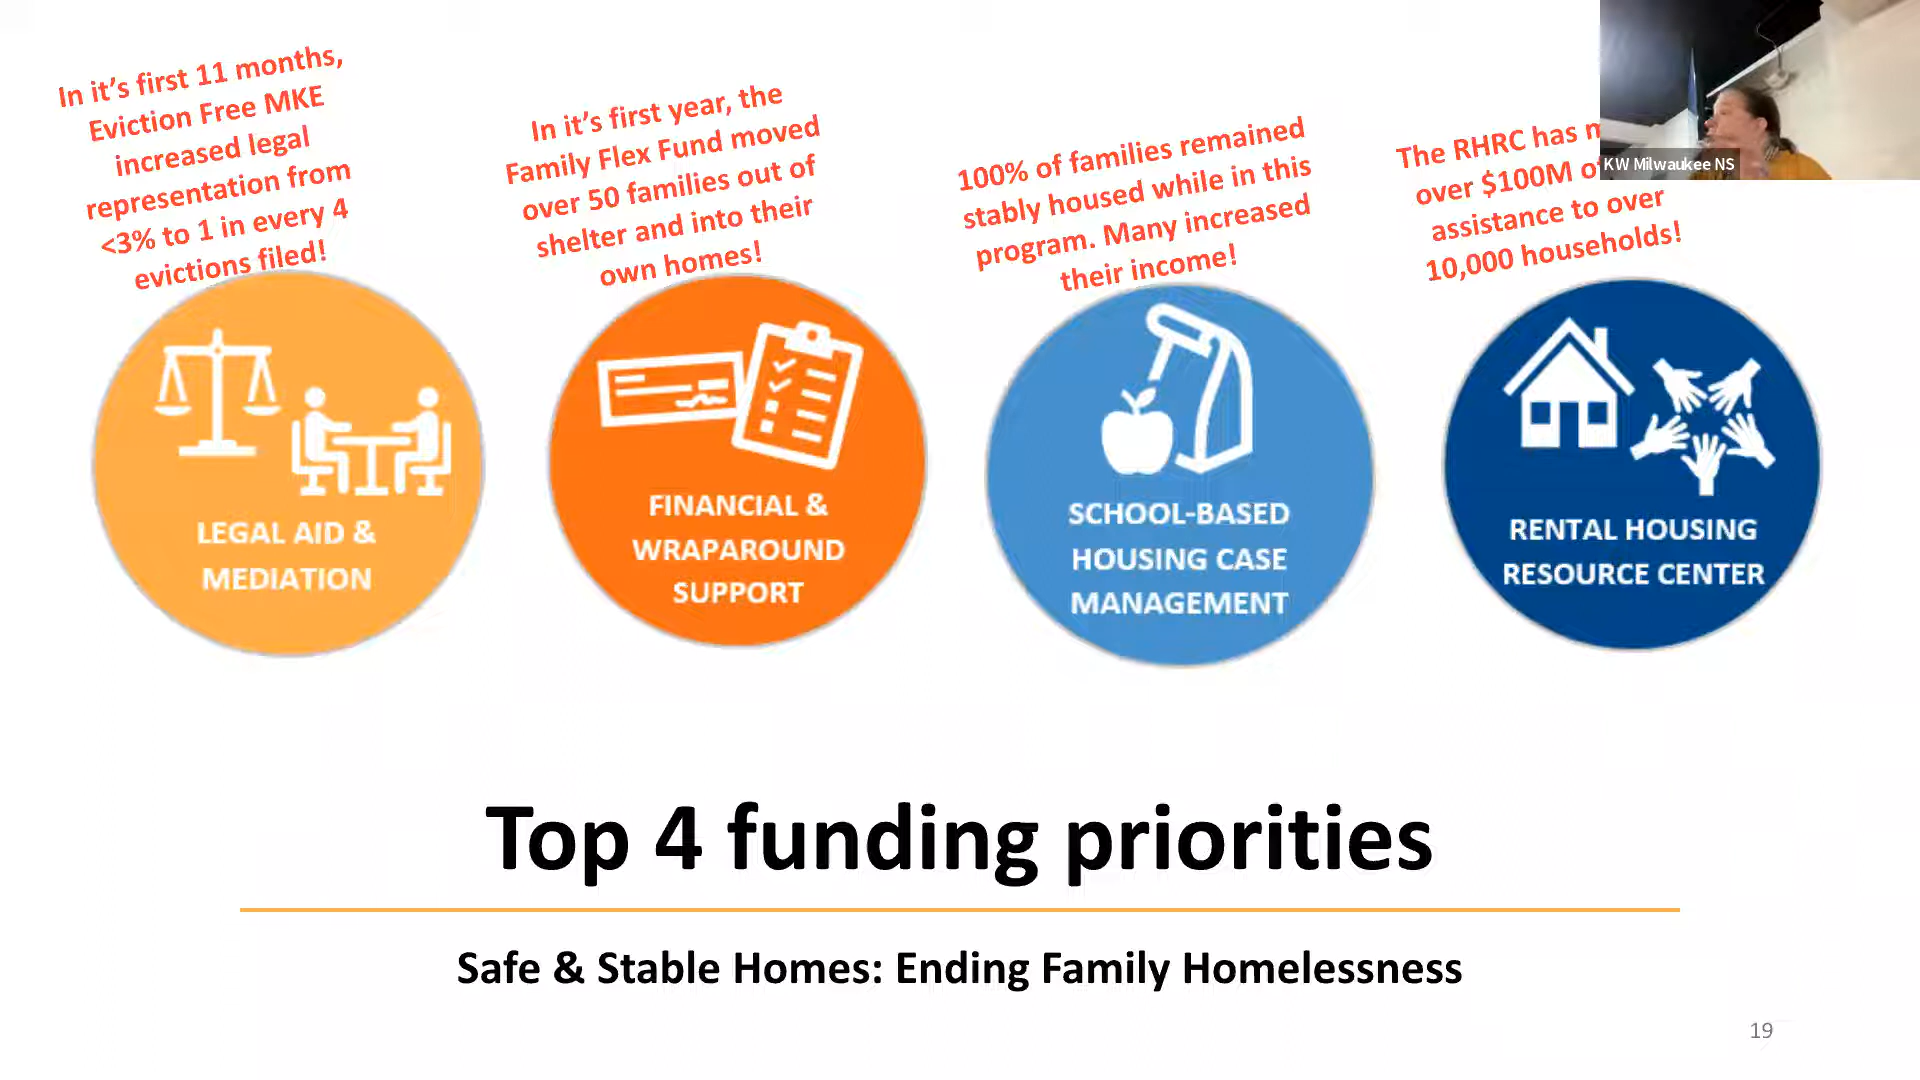 In it's first 11 months,
Eviction Free MKE
increased legal
representation from
<3% to 1 in every 4
evictions filed!
LEGAL AID &
MEDIATION
In it's first year, the
Family Flex Fund moved
over 50 families out of
shelter and into their
own homes!
FINANCIAL &
WRAPAROUND
SUPPORT
100% of families remained
stably housed while in this
program. Many increased
their income!
SCHOOL-BASED
HOUSING CASE
MANAGEMENT
The RHRC has
over $100M
assistance to over
10,000 households!
RENTAL HOUSING
RESOURCE CENTER
KW Milwaukee NS
Top 4 funding priorities
Safe & Stable Homes: Ending Family Homelessness
19